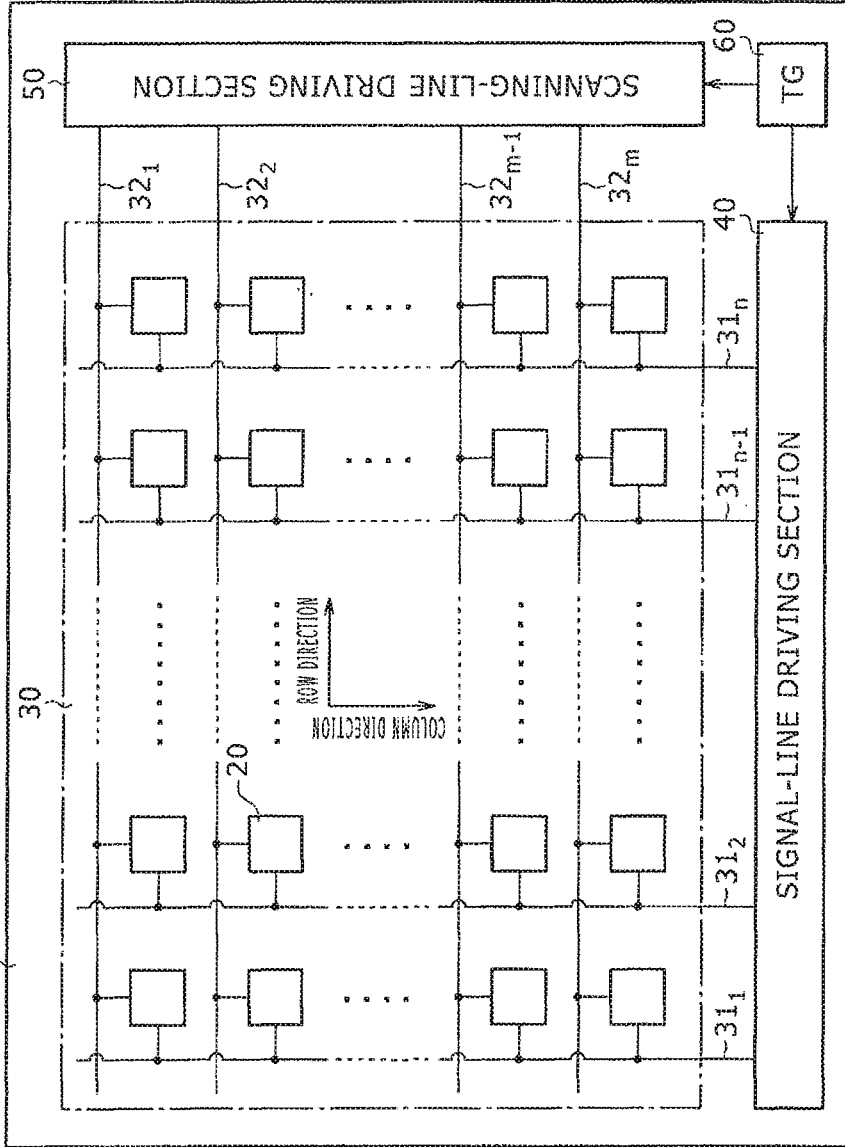 50
SCANNING-LINE DRIVING SECTION
60
TG
32₁
32₂
32ₘ₋₁
32ₘ
30
ROW DIRECTION
COLUMN DIRECTION
20
40
31₁
31₂
31ₙ₋₁
31ₙ
SIGNAL-LINE DRIVING SECTION